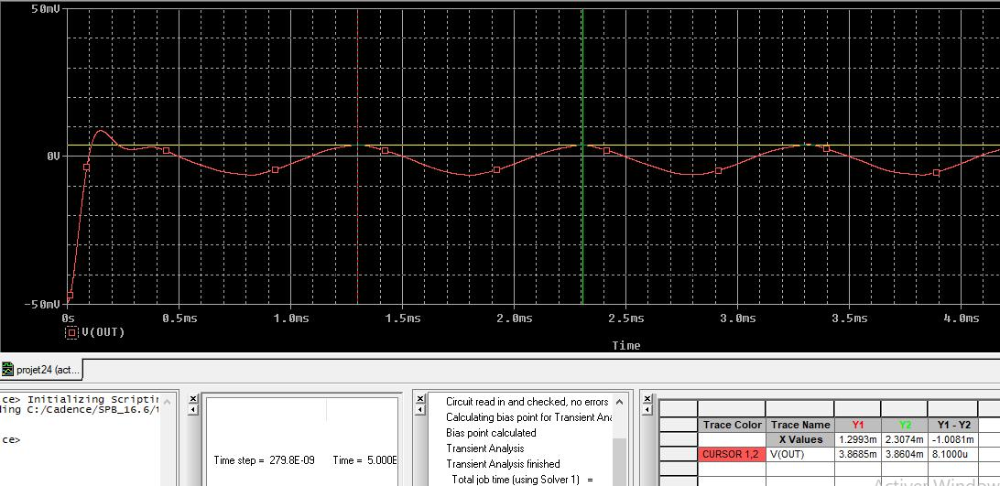 50mV
0V
-50mV
0s 0.5ms 1.0ms 1.5ms 2.0ms 2.5ms 3.0ms 3.5ms 4.0ms
V(OUT)
Time
projet24 (act...
ce> Initializing Scriptin
ling C:/Cadence/SPB_16.6/t
ce>
Time step = 279.8E-09 Time = 5.000E
Circuit read in and checked, no errors
Calculating bias point for Transient Ana
Bias point calculated
Transient Analysis
Transient Analysis finished
Total job time (using Solver 1) =
Trace Color Trace Name Y1 Y2 Y1 - Y2
X Values 1.2993m 2.3074m -1.0081m
CURSOR 1,2 V(OUT) 3.8685m 3.8604m 8.1000u